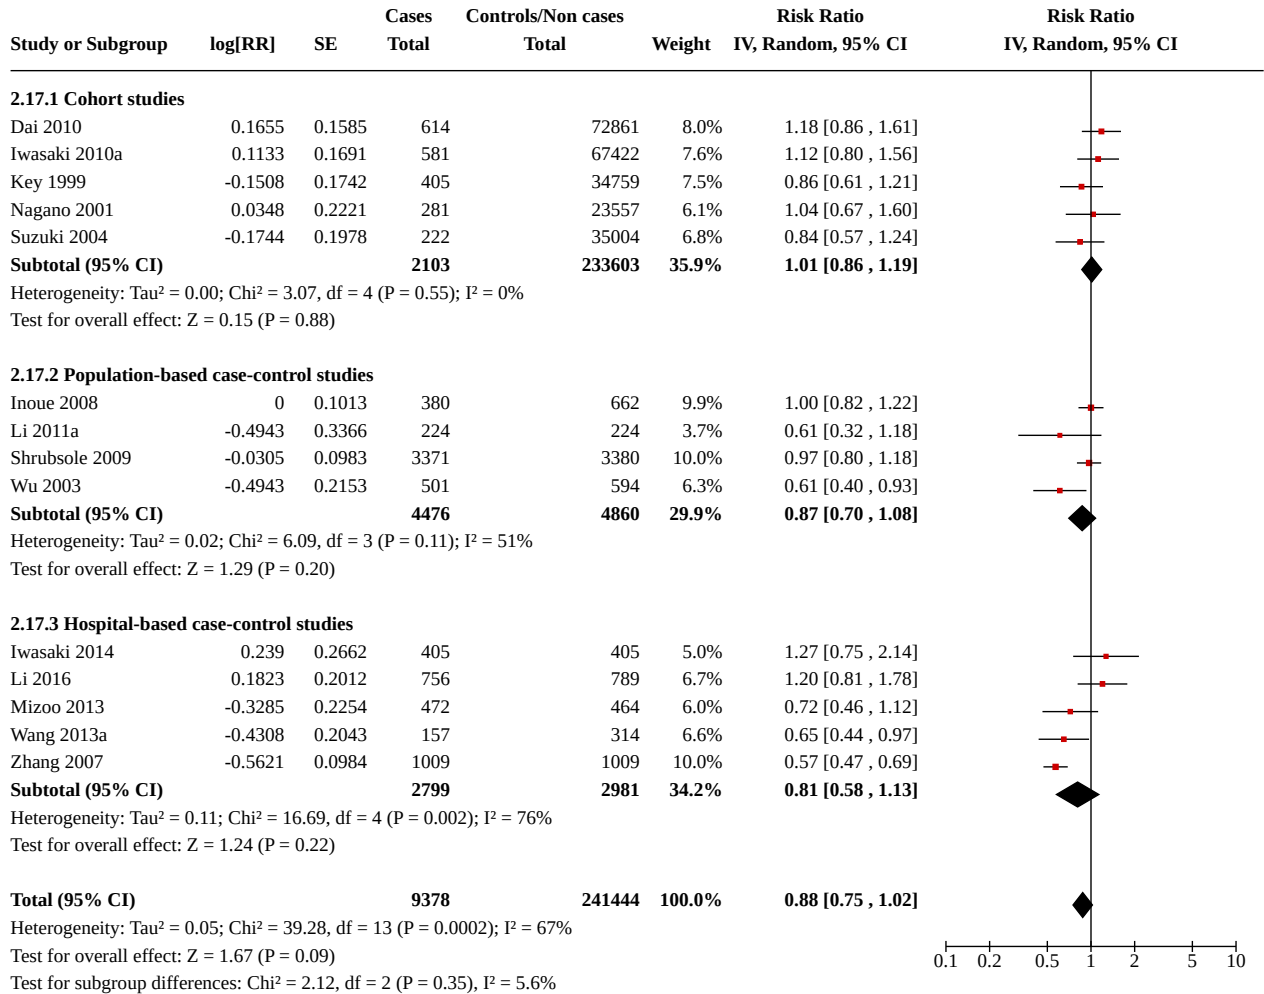 Cases Controls/Non cases Risk Ratio Risk Ratio
Study or Subgroup log[RR] SE Total Total Weight IV, Random, 95% CI IV, Random, 95% CI
2.17.1 Cohort studies
Dai 2010 0.1655 0.1585 614 72861 8.0% 1.18 [0.86 , 1.61]
Iwasaki 2010a 0.1133 0.1691 581 67422 7.6% 1.12 [0.80 , 1.56]
Key 1999 -0.1508 0.1742 405 34759 7.5% 0.86 [0.61 , 1.21]
Nagano 2001 0.0348 0.2221 281 23557 6.1% 1.04 [0.67 , 1.60]
Suzuki 2004 -0.1744 0.1978 222 35004 6.8% 0.84 [0.57 , 1.24]
Subtotal (95% CI) 2103 233603 35.9% 1.01 [0.86 , 1.19]
Heterogeneity: Tau² = 0.00; Chi² = 3.07, df = 4 (P = 0.55); I² = 0%
Test for overall effect: Z = 0.15 (P = 0.88)
2.17.2 Population-based case-control studies
Inoue 2008 0 0.1013 380 662 9.9% 1.00 [0.82 , 1.22]
Li 2011a -0.4943 0.3366 224 224 3.7% 0.61 [0.32 , 1.18]
Shrubsole 2009 -0.0305 0.0983 3371 3380 10.0% 0.97 [0.80 , 1.18]
Wu 2003 -0.4943 0.2153 501 594 6.3% 0.61 [0.40 , 0.93]
Subtotal (95% CI) 4476 4860 29.9% 0.87 [0.70 , 1.08]
Heterogeneity: Tau² = 0.02; Chi² = 6.09, df = 3 (P = 0.11); I² = 51%
Test for overall effect: Z = 1.29 (P = 0.20)
2.17.3 Hospital-based case-control studies
Iwasaki 2014 0.239 0.2662 405 405 5.0% 1.27 [0.75 , 2.14]
Li 2016 0.1823 0.2012 756 789 6.7% 1.20 [0.81 , 1.78]
Mizoo 2013 -0.3285 0.2254 472 464 6.0% 0.72 [0.46 , 1.12]
Wang 2013a -0.4308 0.2043 157 314 6.6% 0.65 [0.44 , 0.97]
Zhang 2007 -0.5621 0.0984 1009 1009 10.0% 0.57 [0.47 , 0.69]
Subtotal (95% CI) 2799 2981 34.2% 0.81 [0.58 , 1.13]
Heterogeneity: Tau² = 0.11; Chi² = 16.69, df = 4 (P = 0.002); I² = 76%
Test for overall effect: Z = 1.24 (P = 0.22)
Total (95% CI) 9378 241444 100.0% 0.88 [0.75 , 1.02]
Heterogeneity: Tau² = 0.05; Chi² = 39.28, df = 13 (P = 0.0002); I² = 67%
Test for overall effect: Z = 1.67 (P = 0.09)
0.1 0.2 0.5 1 2 5 10
Test for subgroup differences: Chi² = 2.12, df = 2 (P = 0.35), I² = 5.6%